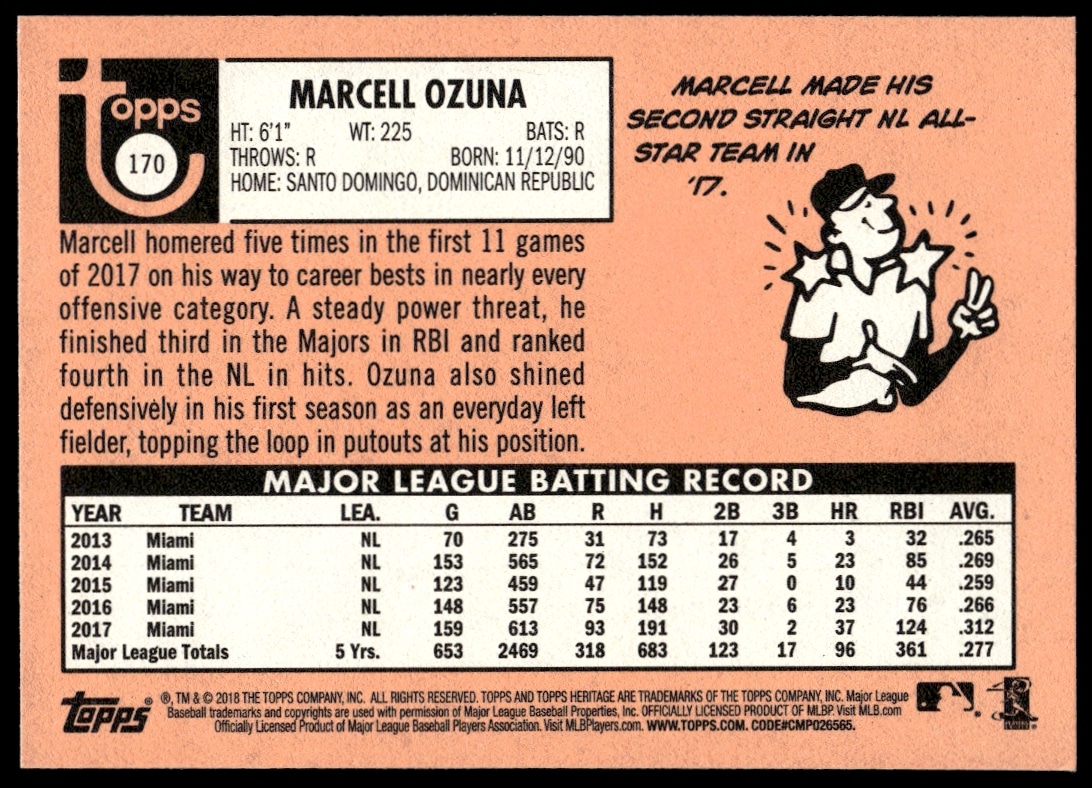 topps
170
MARCELL OZUNA
HT: 6'1" WT: 225 BATS: R
THROWS: R BORN: 11/12/90
HOME: SANTO DOMINGO, DOMINICAN REPUBLIC
MARCELL MADE HIS
SECOND STRAIGHT NL ALL-
STAR TEAM IN
'17.
Marcell homered five times in the first 11 games
of 2017 on his way to career bests in nearly every
offensive category. A steady power threat, he
finished third in the Majors in RBI and ranked
fourth in the NL in hits. Ozuna also shined
defensively in his first season as an everyday left
fielder, topping the loop in putouts at his position.
MAJOR LEAGUE BATTING RECORD
YEAR TEAM LEA. G AB R H 2B 3B HR RBI AVG.
2013 Miami NL 70 275 31 73 17 4 3 32 .265
2014 Miami NL 153 565 72 152 26 5 23 85 .269
2015 Miami NL 123 459 47 119 27 0 10 44 .259
2016 Miami NL 148 557 75 148 23 6 23 76 .266
2017 Miami NL 159 613 93 191 30 2 37 124 .312
Major League Totals 5 Yrs. 653 2469 318 683 123 17 96 361 .277
topps
®, TM & © 2018 THE TOPPS COMPANY, INC. ALL RIGHTS RESERVED. TOPPS AND TOPPS HERITAGE ARE TRADEMARKS OF THE TOPPS COMPANY, INC. Major League
Baseball trademarks and copyrights are used with permission of Major League Baseball Properties, Inc. OFFICIALLY LICENSED PRODUCT OF MLBP. Visit MLB.com
Officially Licensed Product of Major League Baseball Players Association. Visit MLBPlayers.com. WWW.TOPPS.COM. CODE#CMP026565.